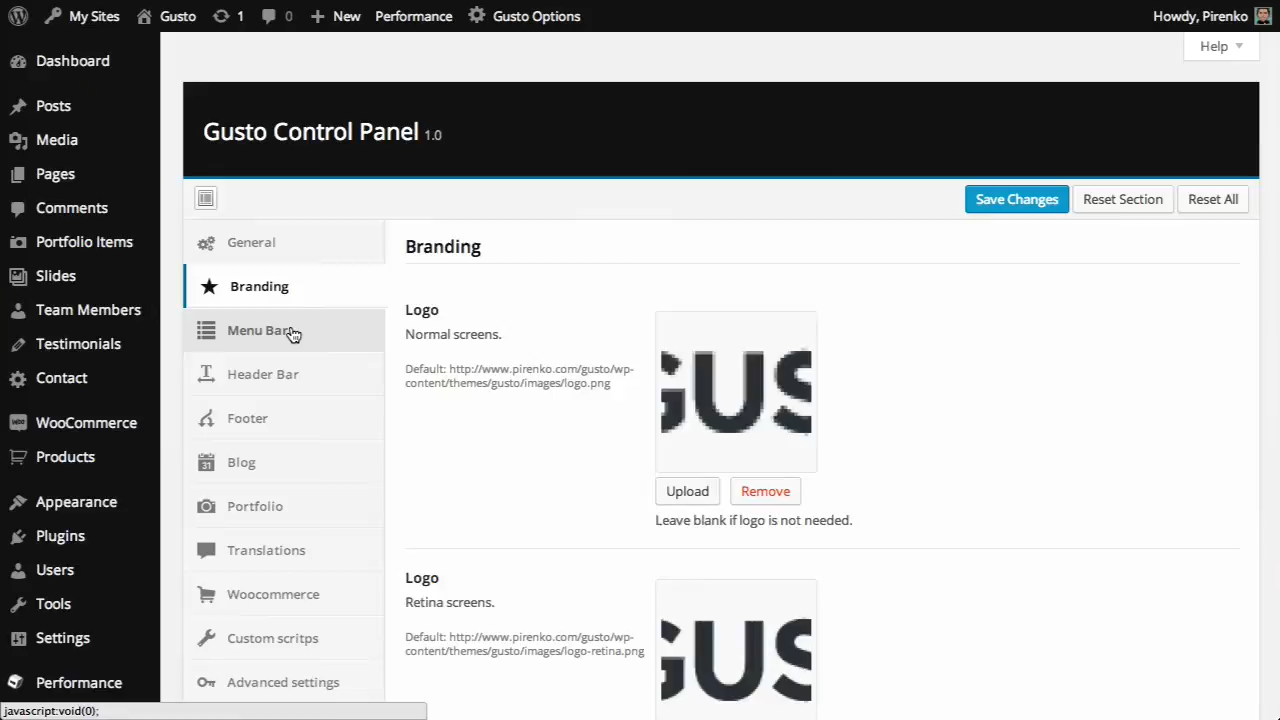 My Sites Gusto 1 0 New Performance Gusto Options Howdy, Pirenko
Help
Dashboard
Posts
Media
Pages
Comments
Portfolio Items
Slides
Team Members
Testimonials
Contact
WooCommerce
Products
Appearance
Plugins
Users
Tools
Settings
Performance
Gusto Control Panel 1.0
Save Changes Reset Section Reset All
General
Branding
Menu Bar
Header Bar
Footer
Blog
Portfolio
Translations
Woocommerce
Custom scritps
Advanced settings
Branding
Logo
Normal screens.
Default: http://www.pirenko.com/gusto/wp-
content/themes/gusto/images/logo.png
GUS
Upload Remove
Leave blank if logo is not needed.
Logo
Retina screens.
Default: http://www.pirenko.com/gusto/wp-
content/themes/gusto/images/logo-retina.png
GUS
javascript:void(0);